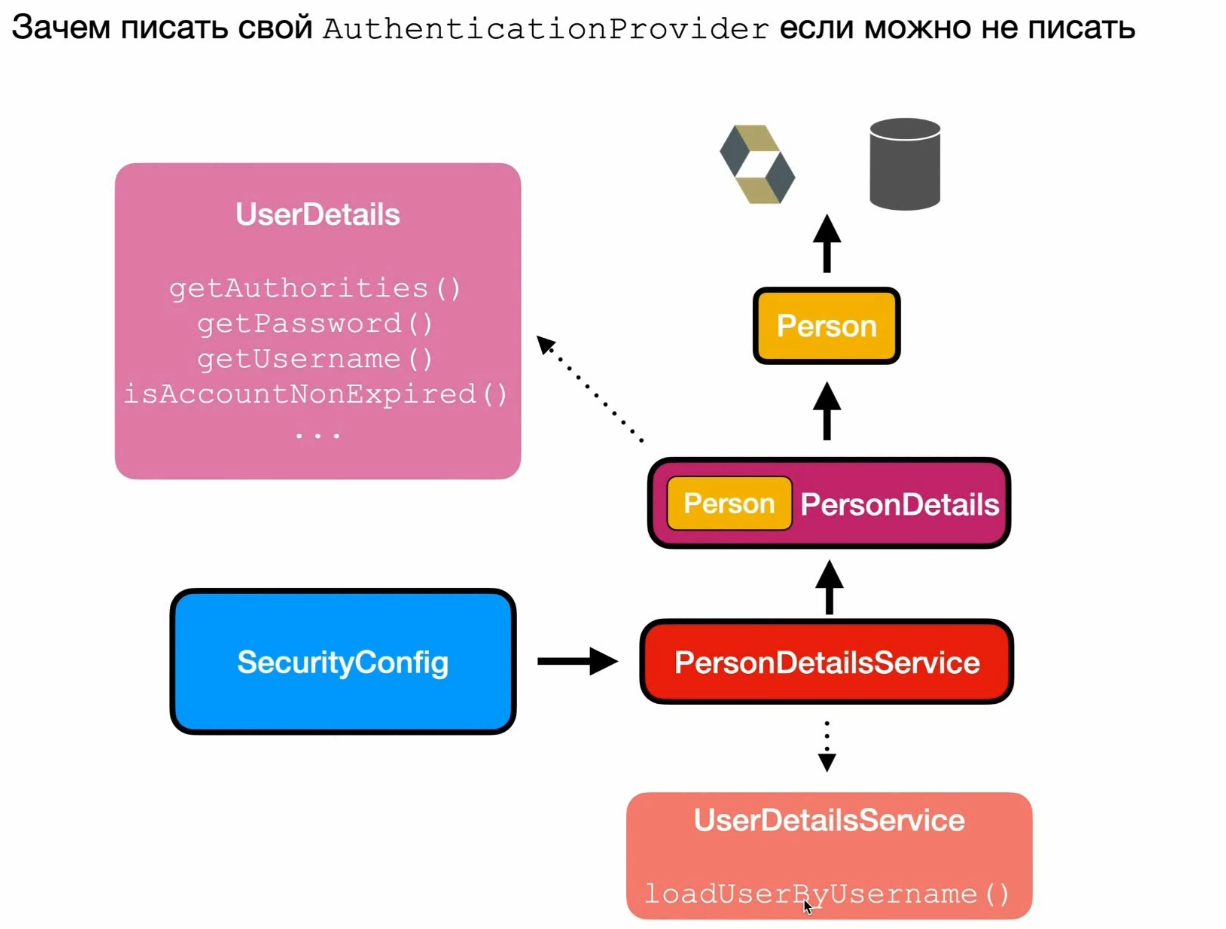 Зачем писать свой AuthenticationProvider если можно не писать
UserDetails
getAuthorities()
getPassword()
getUsername()
isAccountNonExpired()
...
Person
Person PersonDetails
SecurityConfig
PersonDetailsService
UserDetailsService
loadUserByUsername()